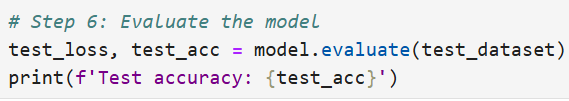 # Step 6: Evaluate the model
test_loss, test_acc = model.evaluate(test_dataset)
print(f'Test accuracy: {test_acc}')